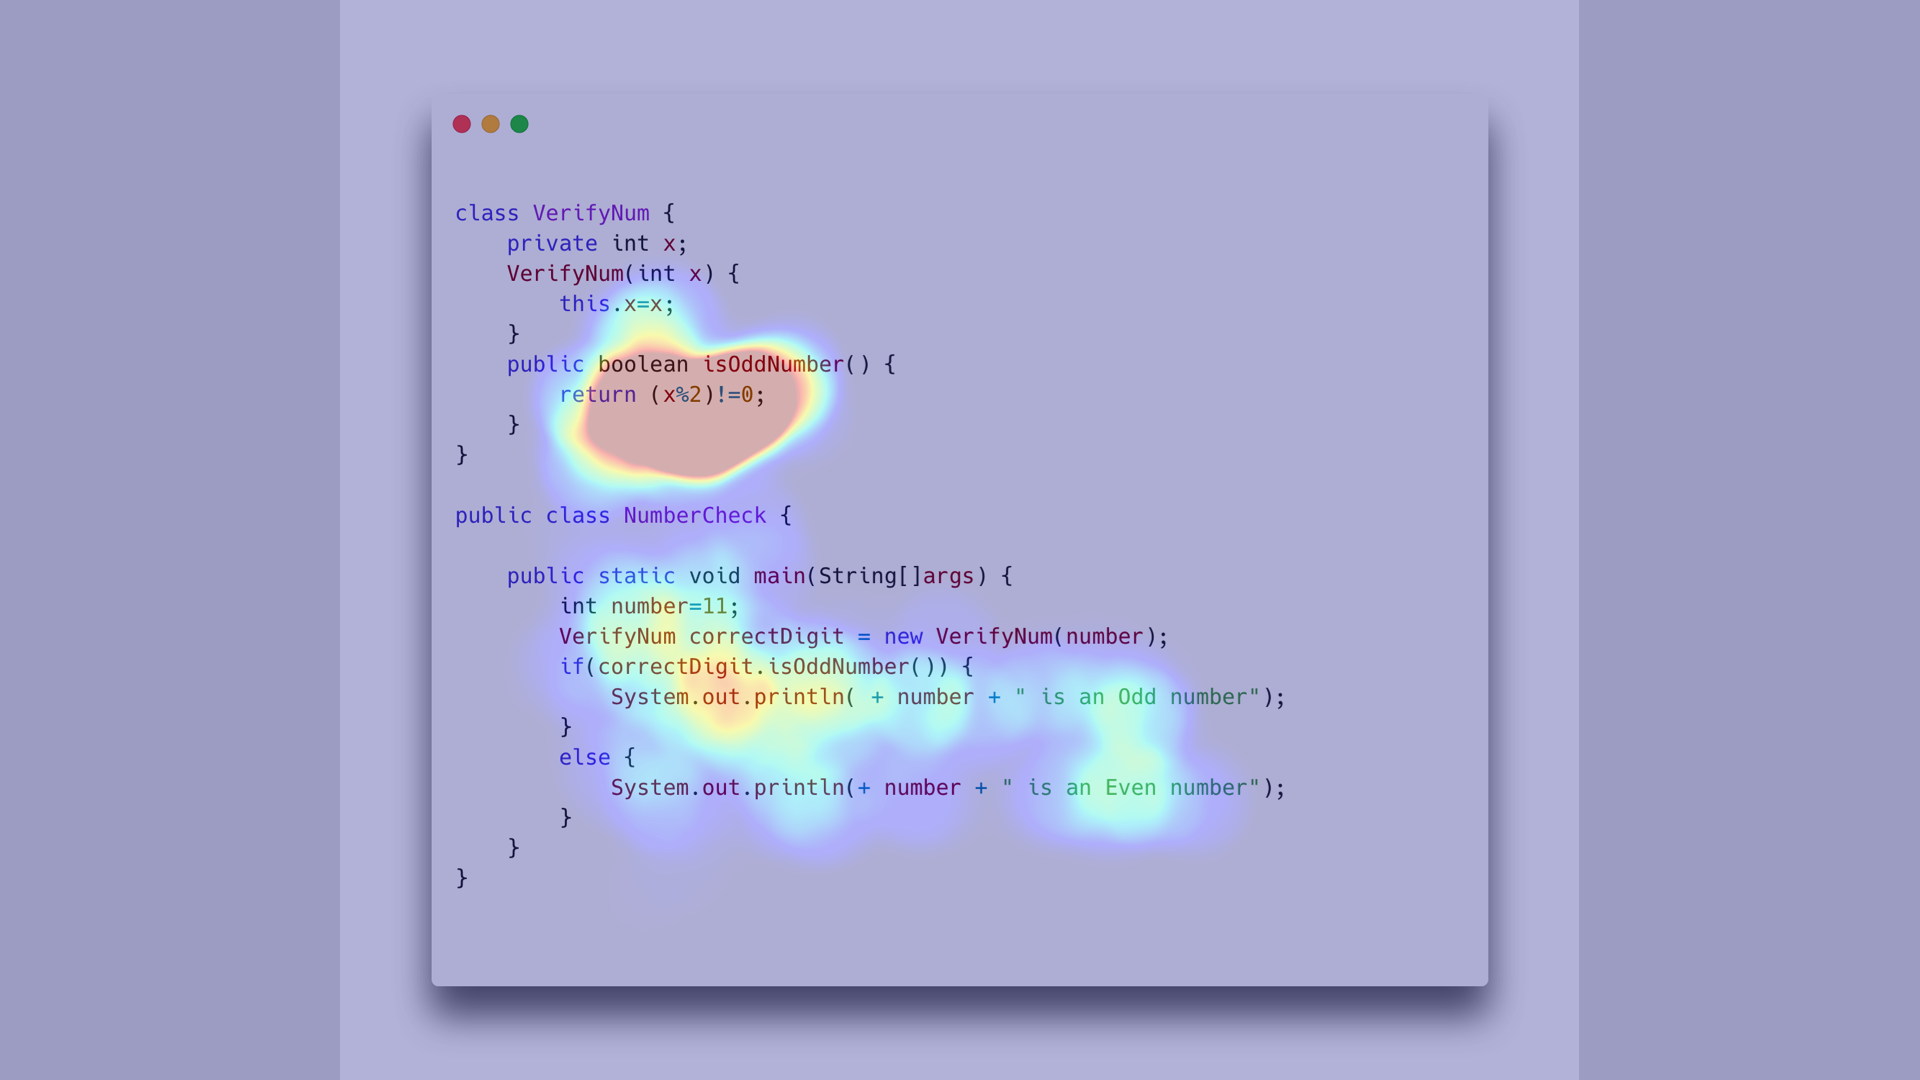 class VerifyNum {
    private int x;
    VerifyNum(int x) {
        this.x=x;
    }
    public boolean isOddNumber() {
        return (x%2)!=0;
    }
}
public class NumberCheck {
    public static void main(String[]args) {
        int number=11;
        VerifyNum correctDigit = new VerifyNum(number);
        if(correctDigit.isOddNumber()) {
            System.out.println( + number + " is an Odd number");
        }
        else {
            System.out.println(+ number + " is an Even number");
        }
    }
}